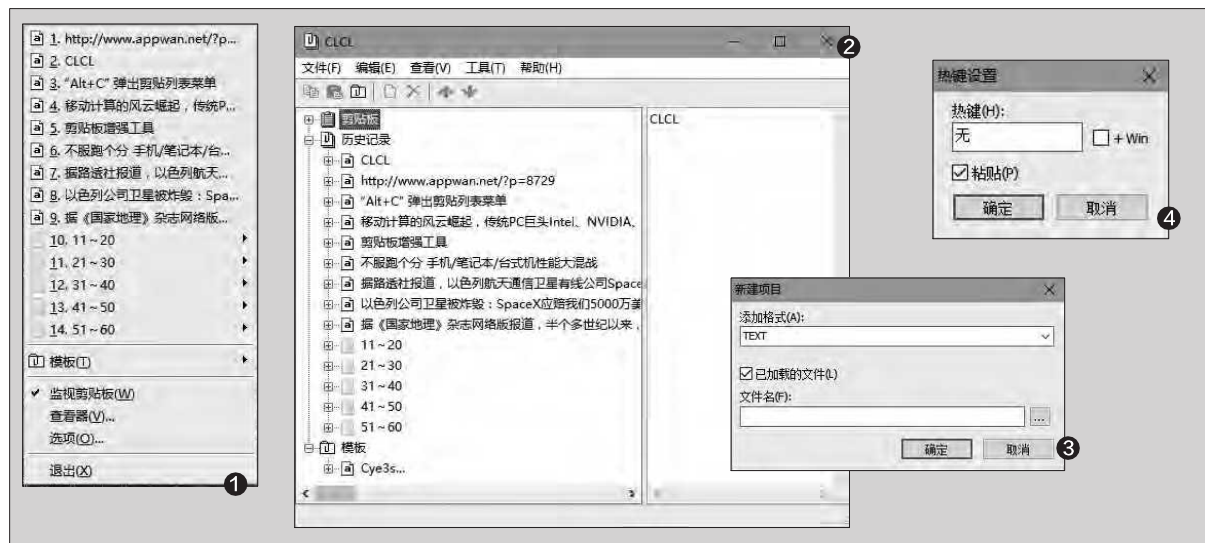 1. http://www.appwan.net/?p...
2. CLCL
3. "Alt+C" 弹出剪贴列表菜单
4. 移动计算的风云崛起，传统P...
5. 剪贴板增强工具
6. 不服跑个分 手机/笔记本/台...
7. 据路透社报道，以色列航天...
8. 以色列公司卫星被炸毁：Spa...
9. 据《国家地理》杂志网络版...
10. 11~20
11. 21~30
12. 31~40
13. 41~50
14. 51~60
模板(T)
监视剪贴板(W)
查看器(V)...
选项(O)...
退出(X)
1
CLCL
2
文件(F) 编辑(E) 查看(V) 工具(T) 帮助(H)
剪贴板
历史记录
CLCL
http://www.appwan.net/?p=8729
"Alt+C" 弹出剪贴列表菜单
移动计算的风云崛起，传统PC巨头Intel、NVIDIA、
剪贴板增强工具
不服跑个分 手机/笔记本/台式机性能大混战
据路透社报道，以色列航天通信卫星有线公司Space
以色列公司卫星被炸毁：SpaceX应赔我们5000万美
据《国家地理》杂志网络版报道，半个多世纪以来，
11~20
21~30
31~40
41~50
51~60
模板
Cye3s...
CLCL
热键设置
热键(H):
无
+ Win
粘贴(P)
确定 取消
4
新建项目
添加格式(A):
TEXT
已加载的文件(L)
文件名(F):
...
确定 取消
3